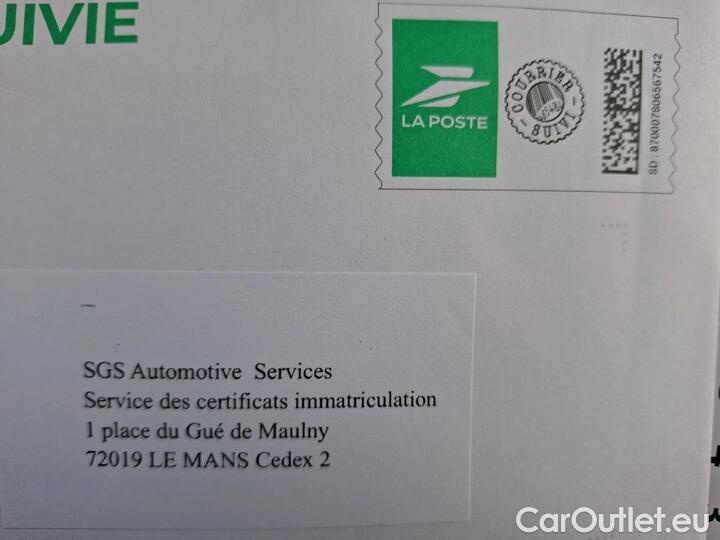 UIVIE
LA POSTE
COURRIER SUIVI
SD : 870007806567542
SGS Automotive Services
Service des certificats immatriculation
1 place du Gué de Maulny
72019 LE MANS Cedex 2
CarOutlet.eu